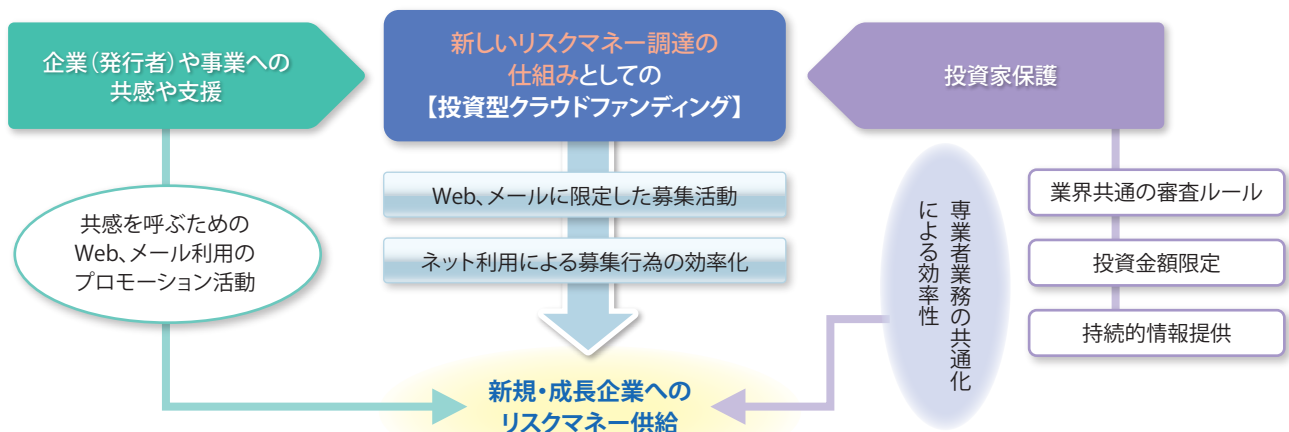 企業（発行者）や事業への
共感や支援
共感を呼ぶための
Web、メール利用の
プロモーション活動
新しいリスクマネー調達の
仕組みとしての
【投資型クラウドファンディング】
Web、メールに限定した募集活動
ネット利用による募集行為の効率化
新規・成長企業への
リスクマネー供給
投資家保護
専業者業務の共通化
による効率性
業界共通の審査ルール
投資金額限定
持続的情報提供